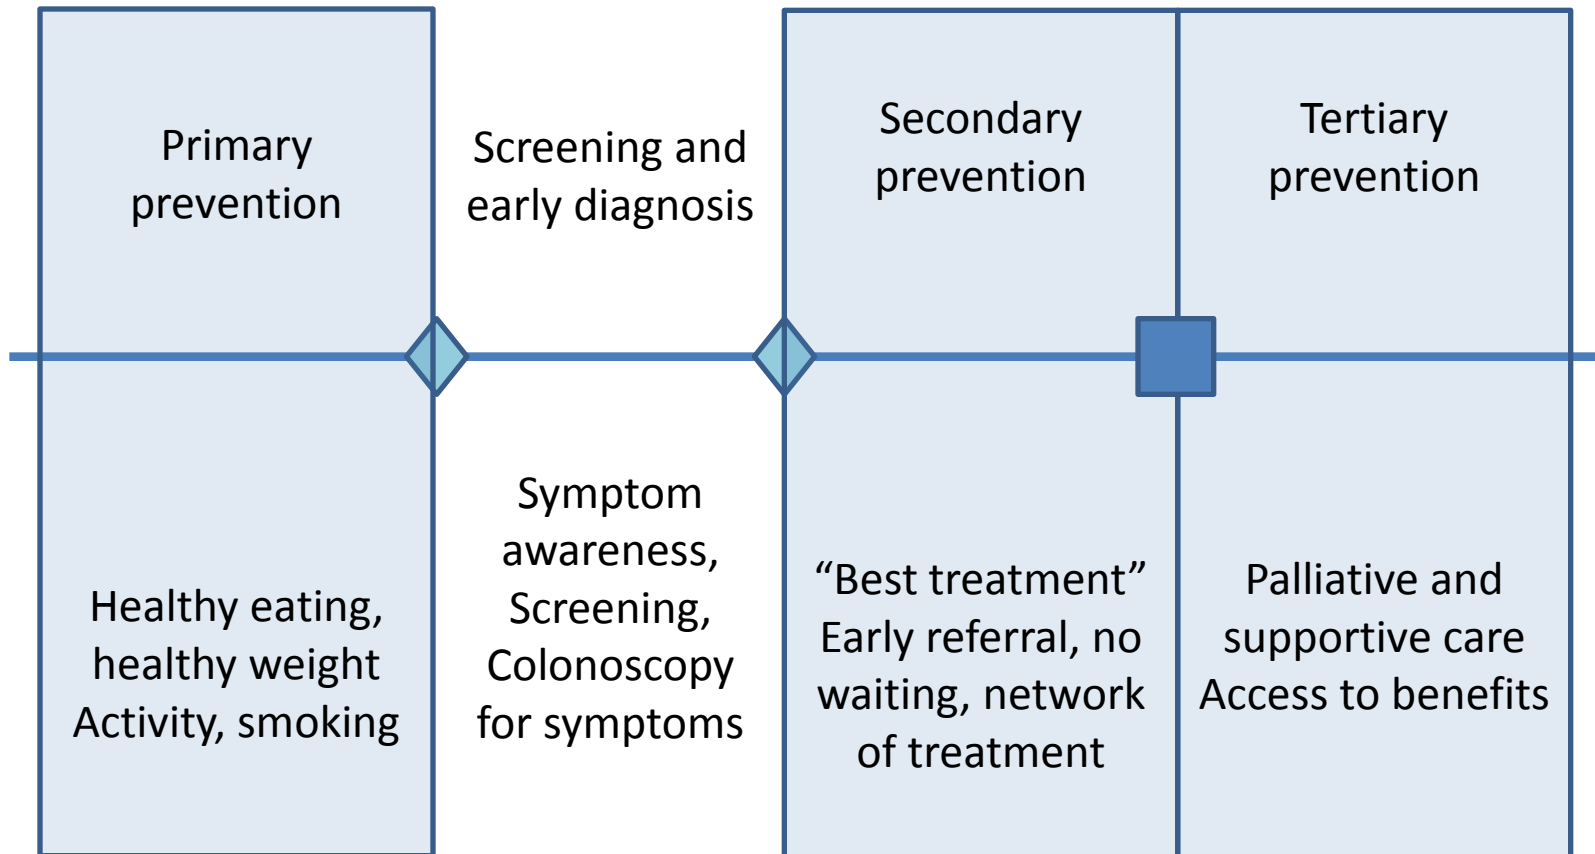 Primary
prevention
Screening and
early diagnosis
Secondary
prevention
Tertiary
prevention
Healthy eating,
healthy weight
Activity, smoking
Symptom
awareness,
Screening,
Colonoscopy
for symptoms
“Best treatment”
Early referral, no
waiting, network
of treatment
Palliative and
supportive care
Access to benefits